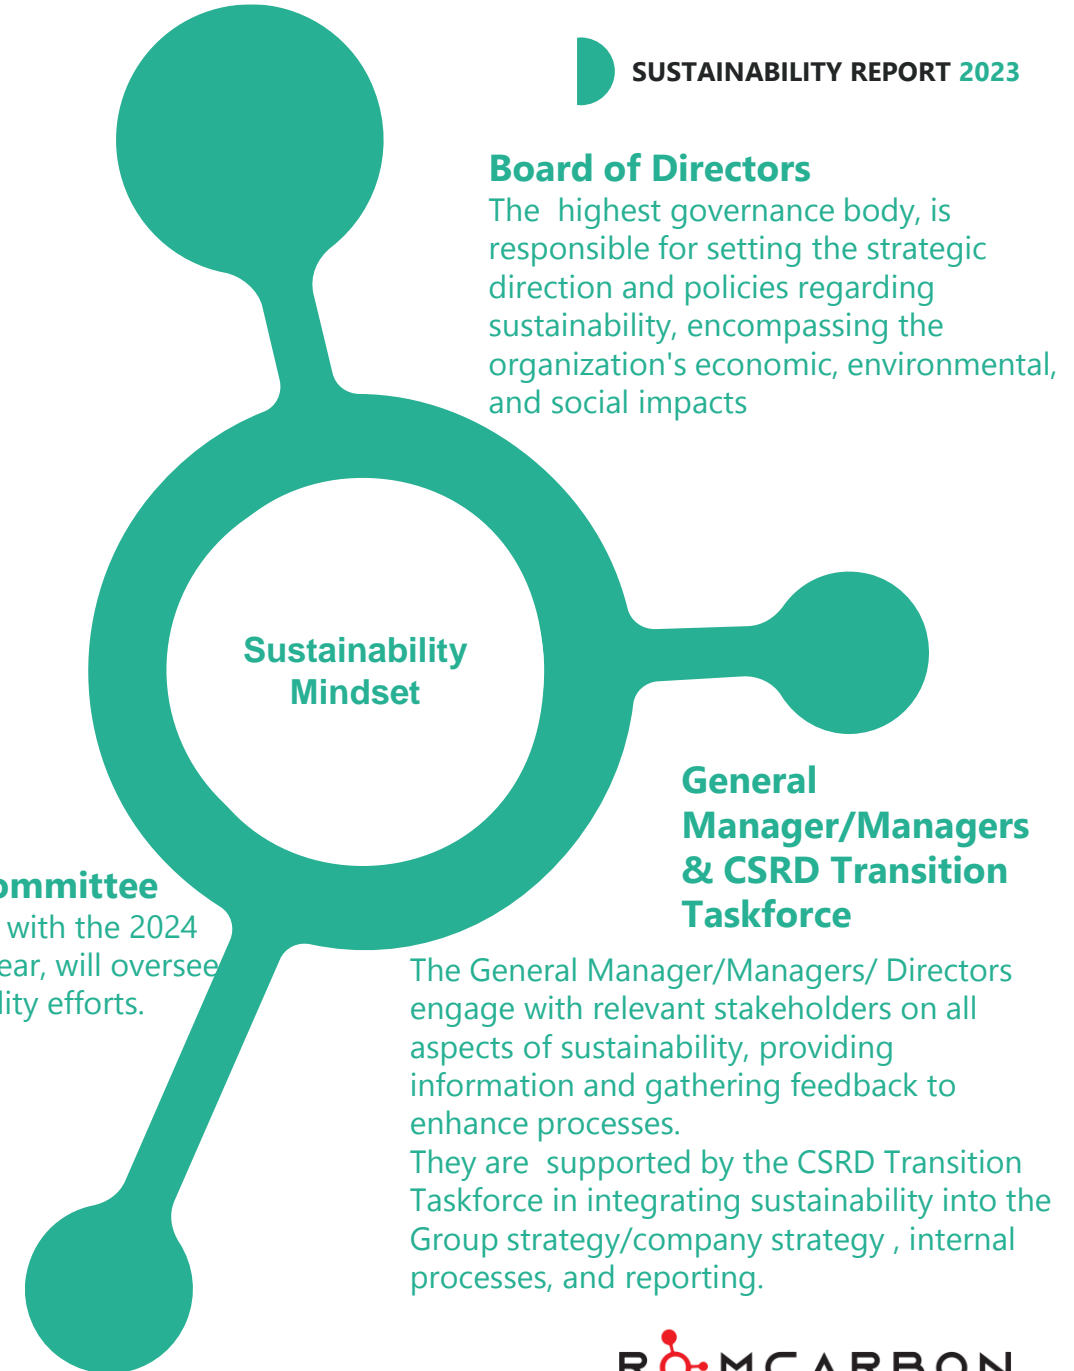 SUSTAINABILITY REPORT 2023
Board of Directors
The highest governance body, is
responsible for setting the strategic
direction and policies regarding
sustainability, encompassing the
organization's economic, environmental,
and social impacts
Sustainability
Mindset
General
Manager/Managers
& CSRD Transition
Taskforce
with the 2024
will oversee
efforts.
The General Manager/Managers/ Directors
engage with relevant stakeholders on all
aspects of sustainability, providing
information and gathering feedback to
enhance processes.
They are supported by the CSRD Transition
Taskforce in integrating sustainability into the
Group strategy/company strategy , internal
processes, and reporting.
ROMCARBON